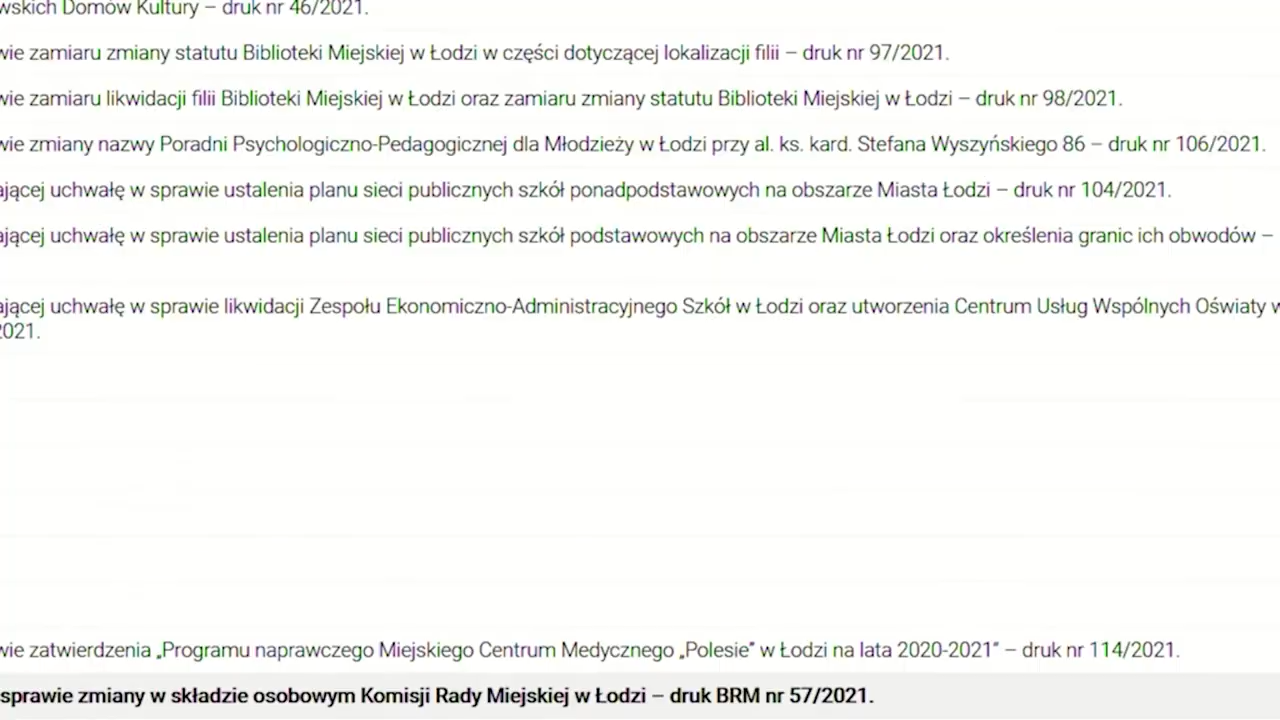 wskich Domów Kultury – druk nr 46/2021.
wie zamiaru zmiany statutu Biblioteki Miejskiej w Łodzi w części dotyczącej lokalizacji filii – druk nr 97/2021.
wie zamiaru likwidacji filii Biblioteki Miejskiej w Łodzi oraz zamiaru zmiany statutu Biblioteki Miejskiej w Łodzi – druk nr 98/2021.
wie zmiany nazwy Poradni Psychologiczno-Pedagogicznej dla Młodzieży w Łodzi przy al. ks. kard. Stefana Wyszyńskiego 86 – druk nr 106/2021.
ającej uchwałę w sprawie ustalenia planu sieci publicznych szkół ponadpodstawowych na obszarze Miasta Łodzi – druk nr 104/2021.
ającej uchwałę w sprawie ustalenia planu sieci publicznych szkół podstawowych na obszarze Miasta Łodzi oraz określenia granic ich obwodów –
ającej uchwałę w sprawie likwidacji Zespołu Ekonomiczno-Administracyjnego Szkół w Łodzi oraz utworzenia Centrum Usług Wspólnych Oświaty w
2021.
wie zatwierdzenia „Programu naprawczego Miejskiego Centrum Medycznego „Polesie” w Łodzi na lata 2020-2021” – druk nr 114/2021.
sprawie zmiany w składzie osobowym Komisji Rady Miejskiej w Łodzi – druk BRM nr 57/2021.